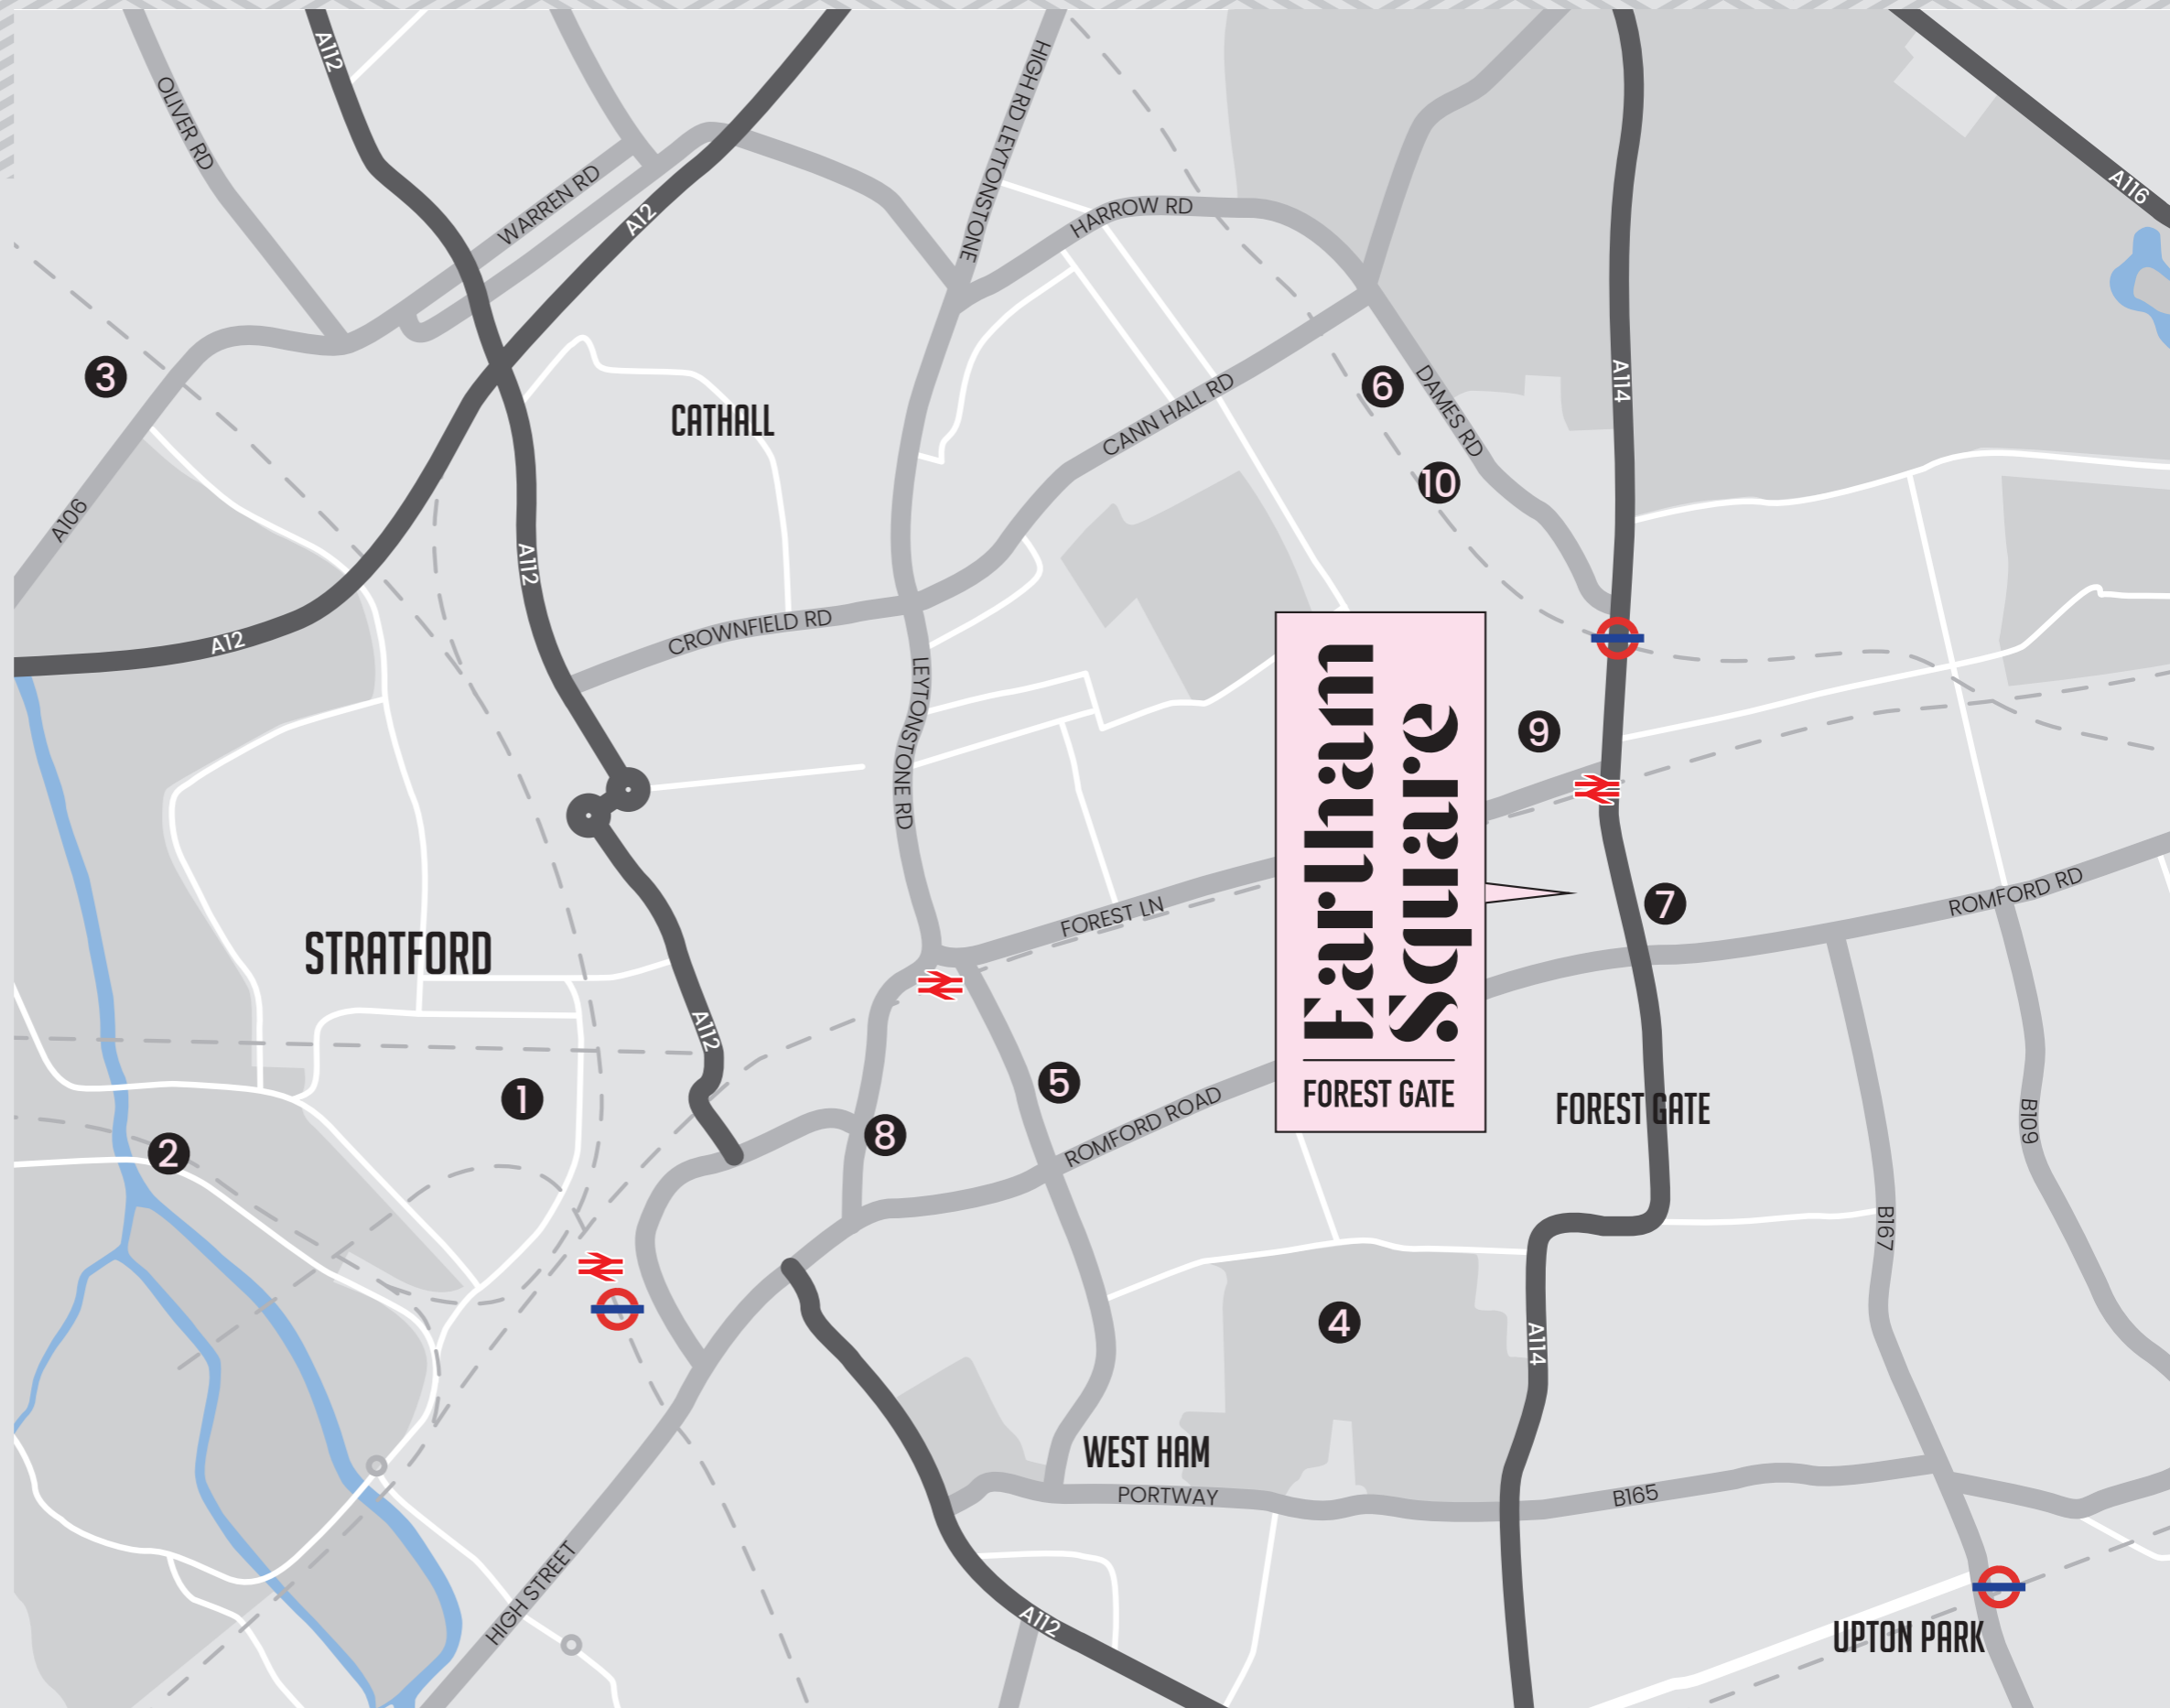 A112
OLIVER RD
HIGH RD LEYTONSTONE
WARREN RD
A12
HARROW RD
A116
3
CATHALL
CANN HALL RD
6
DAMES RD
A114
10
A106
A112
A12
CROWNFIELD RD
LEYTONSTONE RD
9
Earlham
Square
FOREST GATE
7
ROMFORD RD
FOREST LN
STRATFORD
A112
1
5
2
8
ROMFORD ROAD
FOREST GATE
B109
B167
4
A114
WEST HAM
PORTWAY
B165
HIGH STREET
A112
UPTON PARK